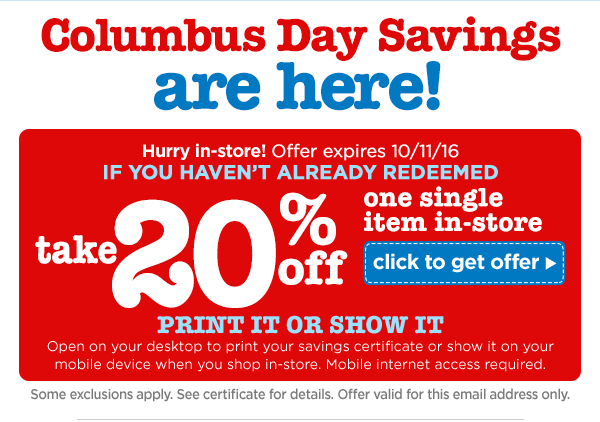 Columbus Day Savings
are here!
Hurry in-store! Offer expires 10/11/16
IF YOU HAVEN'T ALREADY REDEEMED
take 20% off
one single
item in-store
click to get offer ▶
PRINT IT OR SHOW IT
Open on your desktop to print your savings certificate or show it on your
mobile device when you shop in-store. Mobile internet access required.
Some exclusions apply. See certificate for details. Offer valid for this email address only.